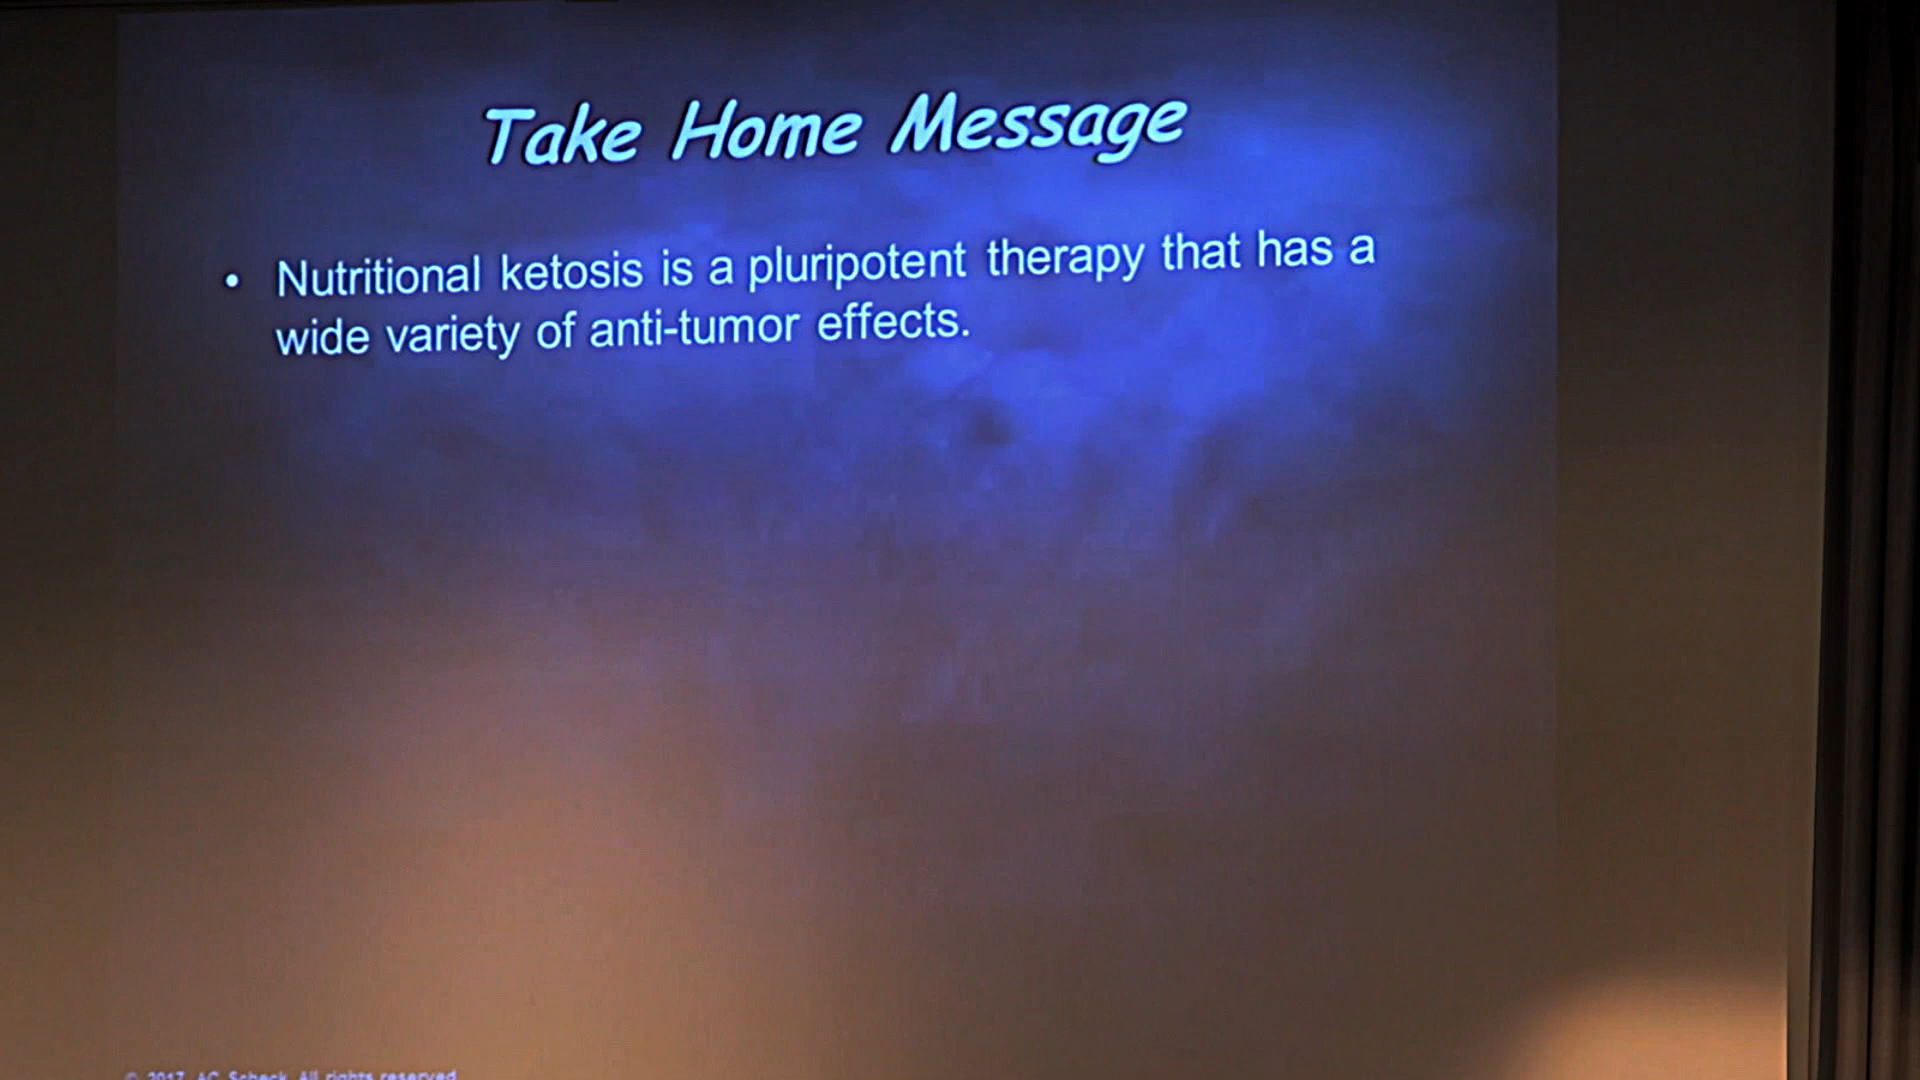 Take Home Message
• Nutritional ketosis is a pluripotent therapy that has a
wide variety of anti-tumor effects.
© 2017 AC Scheck All rights reserved